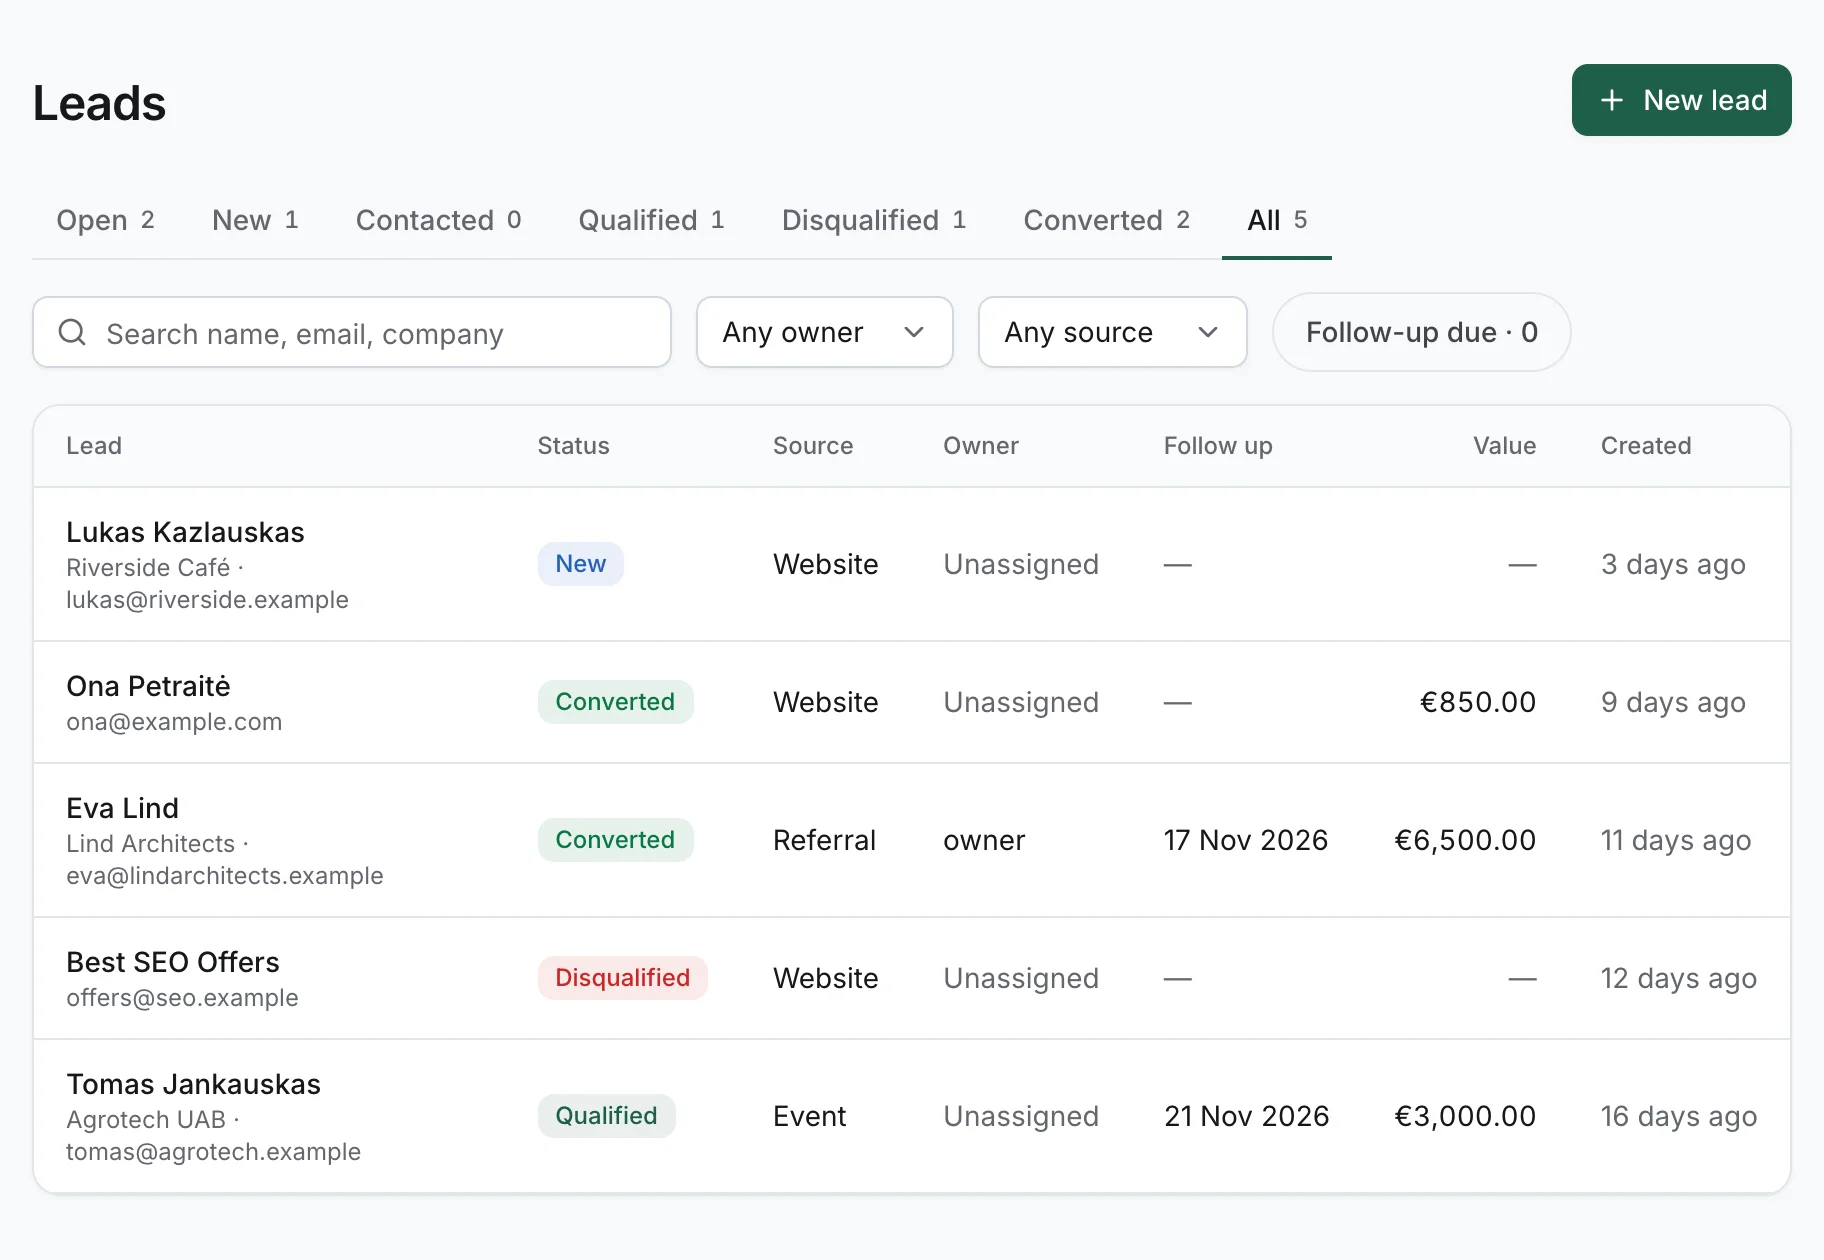 Leads
+ New lead
Open 2 New 1 Contacted 0 Qualified 1 Disqualified 1 Converted 2 All 5
Search name, email, company Any owner Any source Follow-up due · 0
Lead Status Source Owner Follow up Value Created
Lukas Kazlauskas
Riverside Café ·
lukas@riverside.example
New Website Unassigned — — 3 days ago
Ona Petraitė
ona@example.com
Converted Website Unassigned — €850.00 9 days ago
Eva Lind
Lind Architects ·
eva@lindarchitects.example
Converted Referral owner 17 Nov 2026 €6,500.00 11 days ago
Best SEO Offers
offers@seo.example
Disqualified Website Unassigned — — 12 days ago
Tomas Jankauskas
Agrotech UAB ·
tomas@agrotech.example
Qualified Event Unassigned 21 Nov 2026 €3,000.00 16 days ago